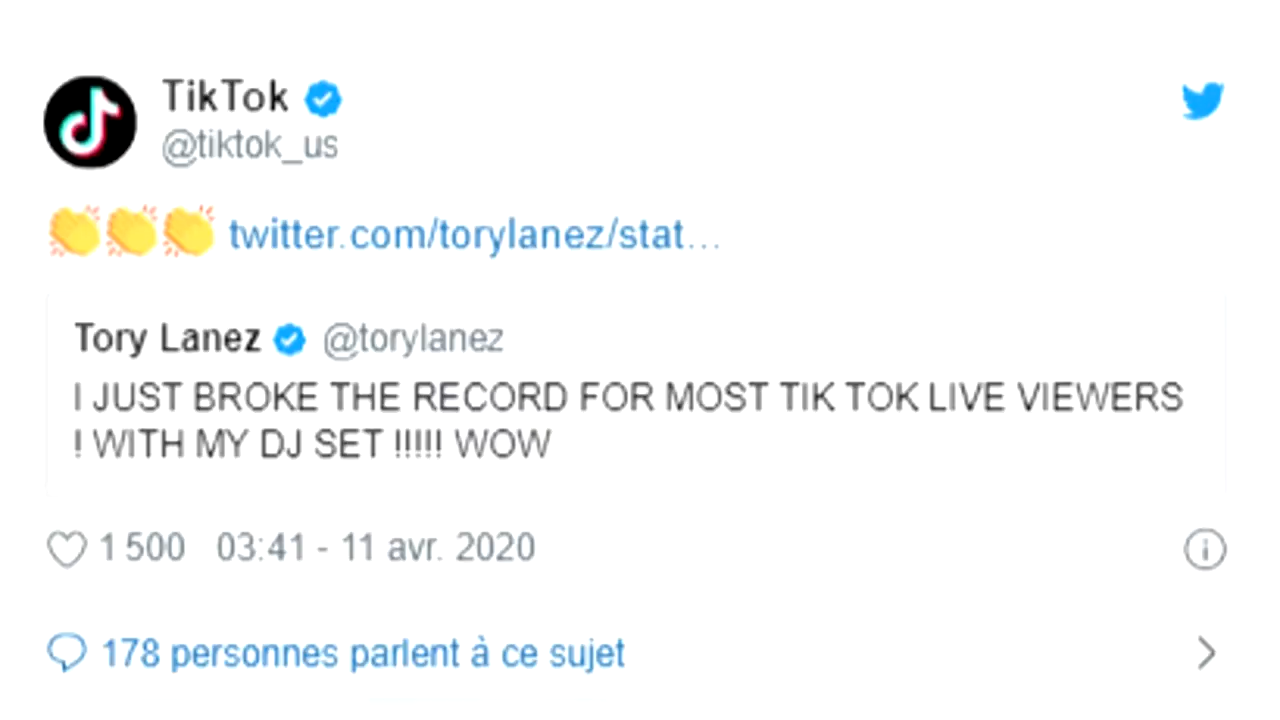 TikTok
@tiktok_us
👏👏👏 twitter.com/torylanez/stat…
Tory Lanez @torylanez
I JUST BROKE THE RECORD FOR MOST TIK TOK LIVE VIEWERS
! WITH MY DJ SET !!!!! WOW
1 500 03:41 - 11 avr. 2020
178 personnes parlent à ce sujet